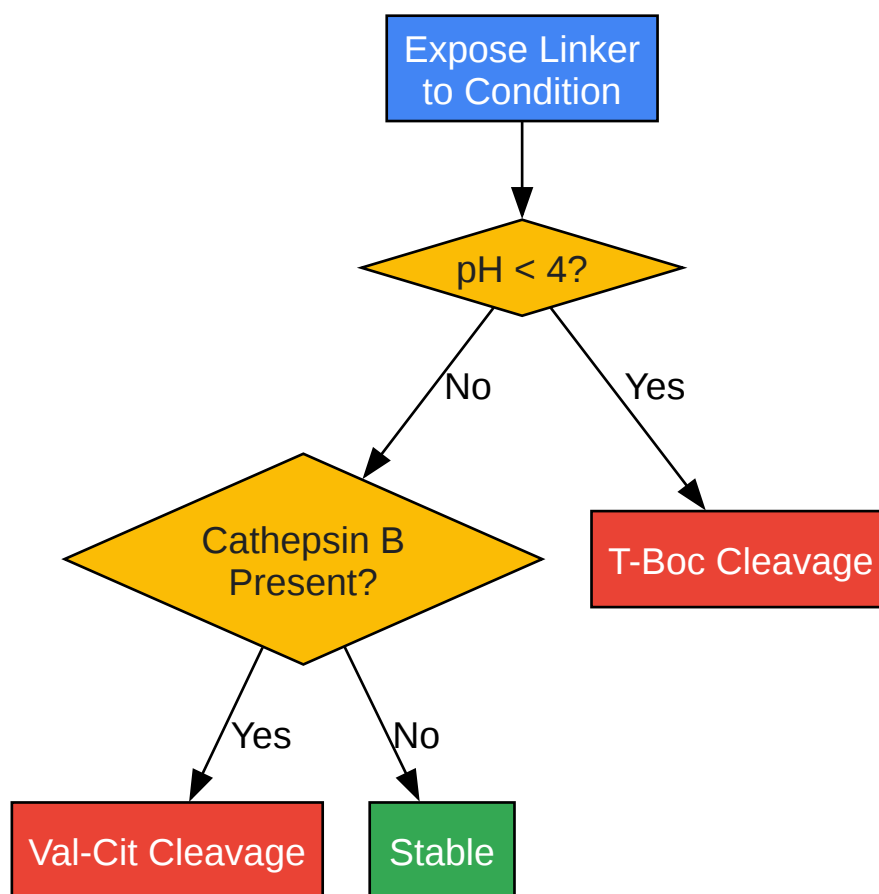 Expose Linker
to Condition
pH < 4?
No
Yes
Cathepsin B
Present?
T-Boc Cleavage
Yes
No
Val-Cit Cleavage
Stable